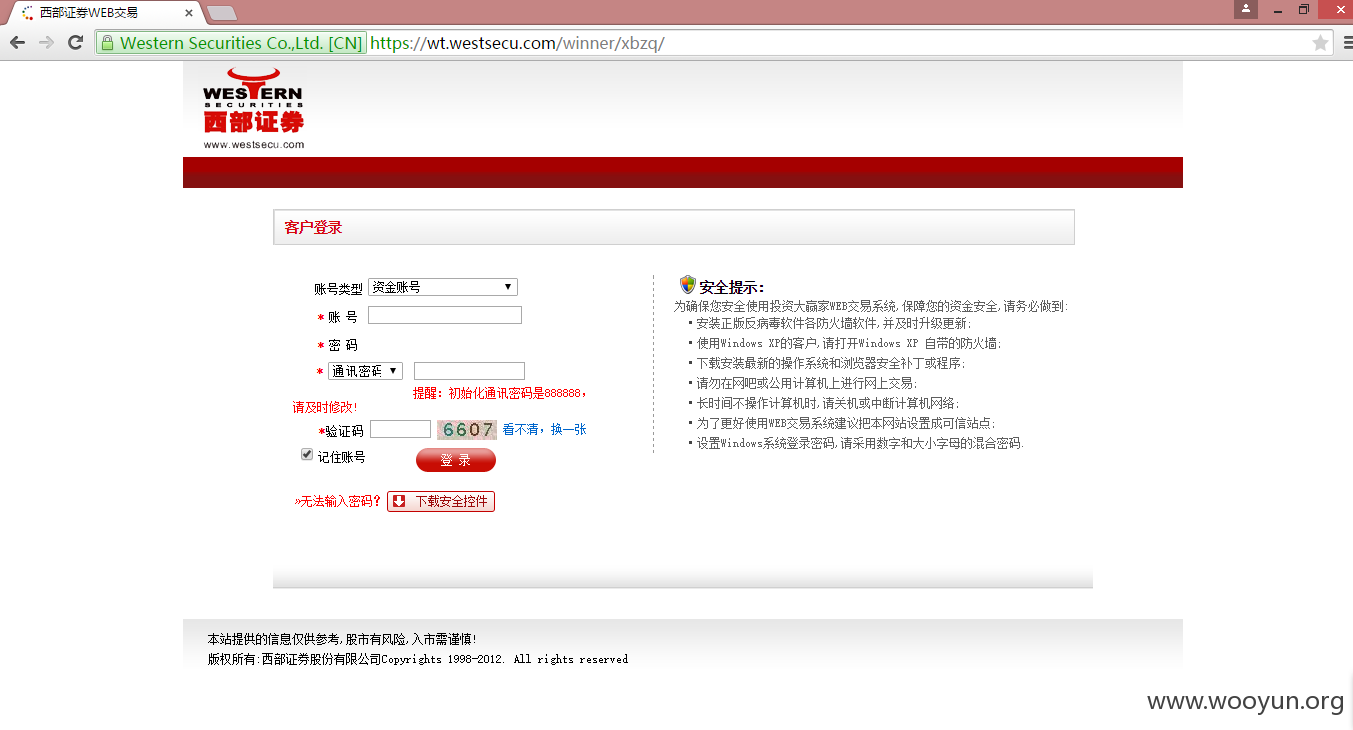 西部证券WEB交易
Western Securities Co.,Ltd. [CN] https://wt.westsecu.com/winner/xbzq/
WESTERN
SECURITIES
西部证券
www.westsecu.com
客户登录
账号类型 资金账号
* 账 号
* 密 码
* 通讯密码
提醒：初始化通讯密码是888888，
请及时修改！
*验证码 6607 看不清，换一张
记住账号 登 录
»无法输入密码？ 下载安全控件
安全提示：
为确保您安全使用投资大赢家WEB交易系统,保障您的资金安全,请务必做到:
• 安装正版反病毒软件各防火墙软件,并及时升级更新;
• 使用Windows XP的客户,请打开Windows XP 自带的防火墙;
• 下载安装最新的操作系统和浏览器安全补丁或程序;
• 请勿在网吧或公用计算机上进行网上交易;
• 长时间不操作计算机时,请关机或中断计算机网络;
• 为了更好使用WEB交易系统建议把本网站设置成可信站点;
• 设置Windows系统登录密码,请采用数字和大小字母的混合密码.
本站提供的信息仅供参考,股市有风险,入市需谨慎!
版权所有:西部证券股份有限公司Copyrights 1998-2012. All rights reserved
www.wooyun.org